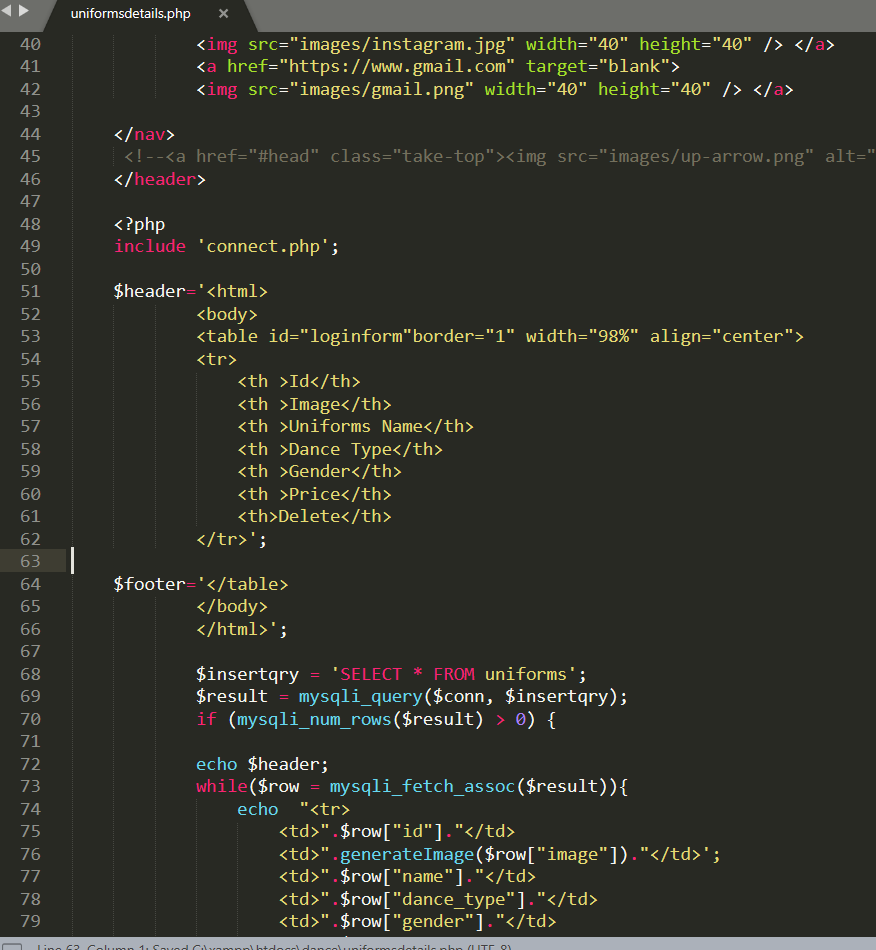 uniformsdetails.php ×
40 <img src="images/instagram.jpg" width="40" height="40" /> </a>
41 <a href="https://www.gmail.com" target="blank">
42 <img src="images/gmail.png" width="40" height="40" /> </a>
43
44 </nav>
45 <!--<a href="#head" class="take-top"><img src="images/up-arrow.png" alt="
46 </header>
47
48 <?php
49 include 'connect.php';
50
51 $header='<html>
52 <body>
53 <table id="loginform"border="1" width="98%" align="center">
54 <tr>
55 <th >Id</th>
56 <th >Image</th>
57 <th >Uniforms Name</th>
58 <th >Dance Type</th>
59 <th >Gender</th>
60 <th >Price</th>
61 <th>Delete</th>
62 </tr>';
63
64 $footer='</table>
65 </body>
66 </html>';
67
68 $insertqry = 'SELECT * FROM uniforms';
69 $result = mysqli_query($conn, $insertqry);
70 if (mysqli_num_rows($result) > 0) {
71
72 echo $header;
73 while($row = mysqli_fetch_assoc($result)){
74 echo "<tr>
75 <td>".$row["id"]."</td>
76 <td>".generateImage($row["image"])."</td>';
77 <td>".$row["name"]."</td>
78 <td>".$row["dance_type"]."</td>
79 <td>".$row["gender"]."</td>
Line 63, Column 1; Saved C:\xampp\htdocs\dance\uniformsdetails.php (UTF-8)